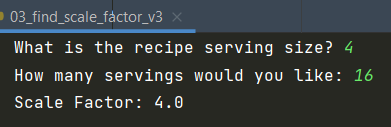 03_find_scale_factor_v3 ×
What is the recipe serving size? 4
How many servings would you like: 16
Scale Factor: 4.0